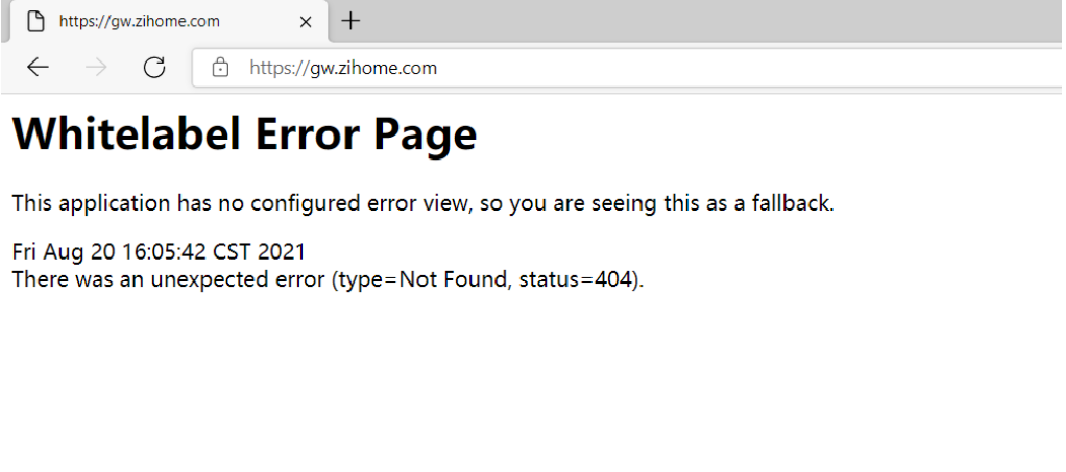 https://gw.zihome.com
https://gw.zihome.com
Whitelabel Error Page
This application has no configured error view, so you are seeing this as a fallback.
Fri Aug 20 16:05:42 CST 2021
There was an unexpected error (type=Not Found, status=404).